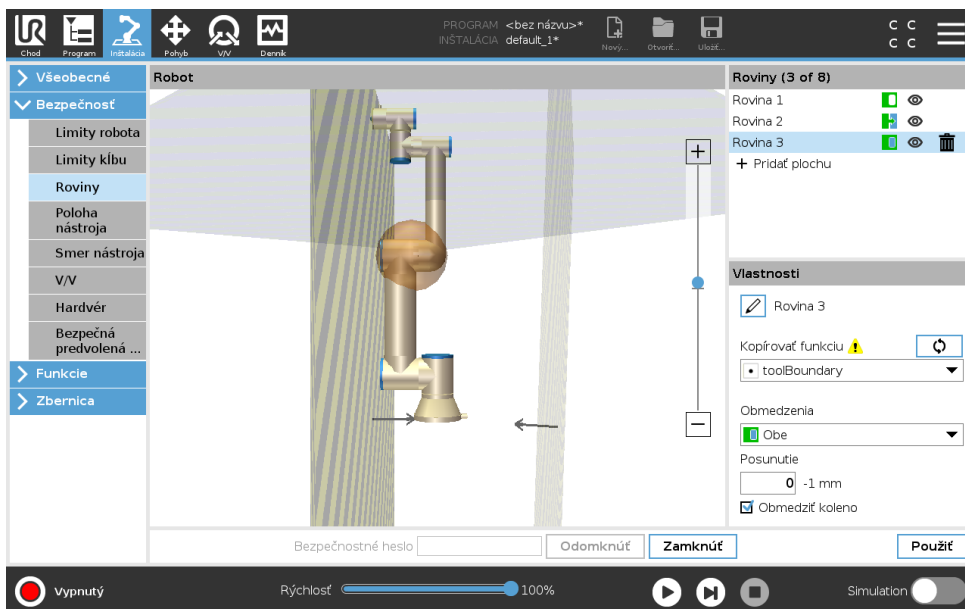 PROGRAM <bez názvu>*
INŠTALÁCIA default_1*
Chod
Program
Inštalácia
Pohyb
V/V
Denník
Nový...
Otvoriť...
Uložiť...
C C
C C
Všeobecné
Bezpečnosť
Limity robota
Limity kĺbu
Roviny
Poloha
nástroja
Smer nástroja
V/V
Hardvér
Bezpečná
predvolená ...
Funkcie
Zbernica
Robot
Roviny (3 of 8)
Rovina 1
Rovina 2
Rovina 3
+ Pridať plochu
Vlastnosti
Rovina 3
Kopírovať funkciu
toolBoundary
Obmedzenia
Obe
Posunutie
0 -1 mm
Obmedziť koleno
Bezpečnostné heslo
Odomknúť
Zamknúť
Použiť
Vypnutý
Rýchlosť
100%
Simulation